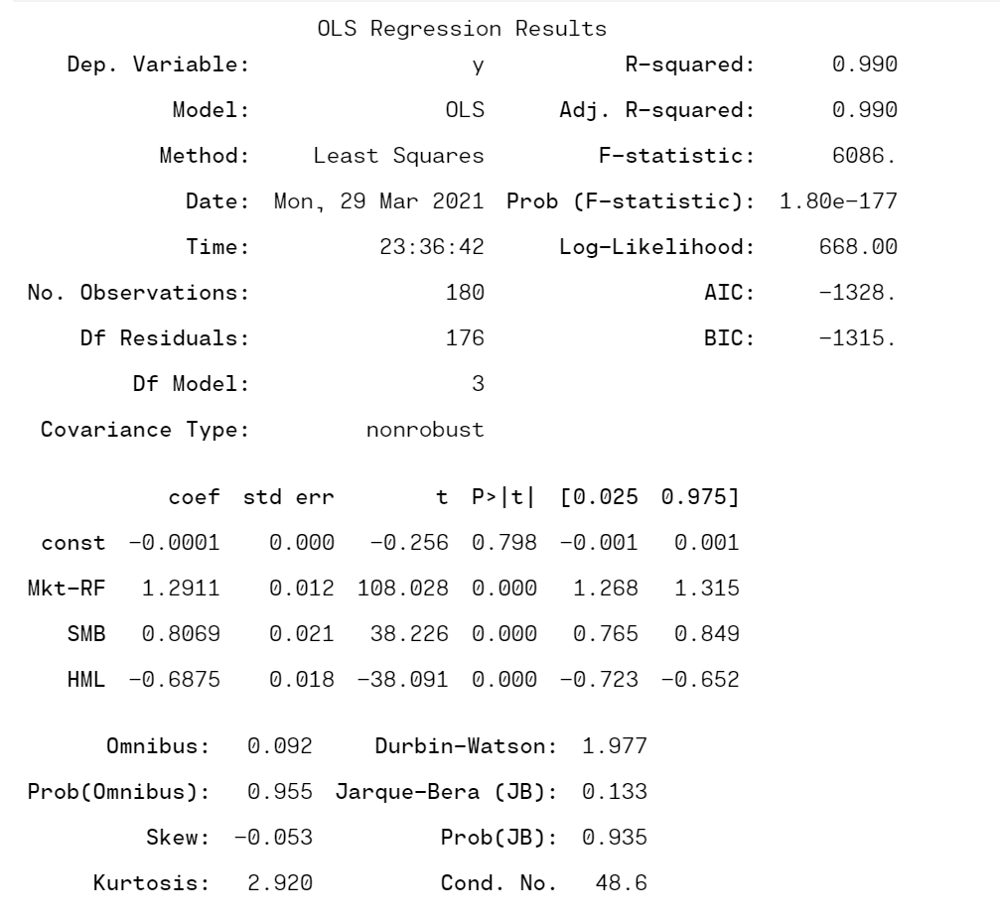 OLS Regression Results
Dep. Variable: y R-squared: 0.990
Model: OLS Adj. R-squared: 0.990
Method: Least Squares F-statistic: 6086.
Date: Mon, 29 Mar 2021 Prob (F-statistic): 1.80e-177
Time: 23:36:42 Log-Likelihood: 668.00
No. Observations: 180 AIC: -1328.
Df Residuals: 176 BIC: -1315.
Df Model: 3
Covariance Type: nonrobust
coef std err t P>|t| [0.025 0.975]
const -0.0001 0.000 -0.256 0.798 -0.001 0.001
Mkt-RF 1.2911 0.012 108.028 0.000 1.268 1.315
SMB 0.8069 0.021 38.226 0.000 0.765 0.849
HML -0.6875 0.018 -38.091 0.000 -0.723 -0.652
Omnibus: 0.092 Durbin-Watson: 1.977
Prob(Omnibus): 0.955 Jarque-Bera (JB): 0.133
Skew: -0.053 Prob(JB): 0.935
Kurtosis: 2.920 Cond. No. 48.6